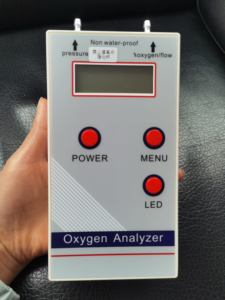 Non water-proof
pressure
%oxygen/flow
POWER
MENU
LED
Oxygen Analyzer